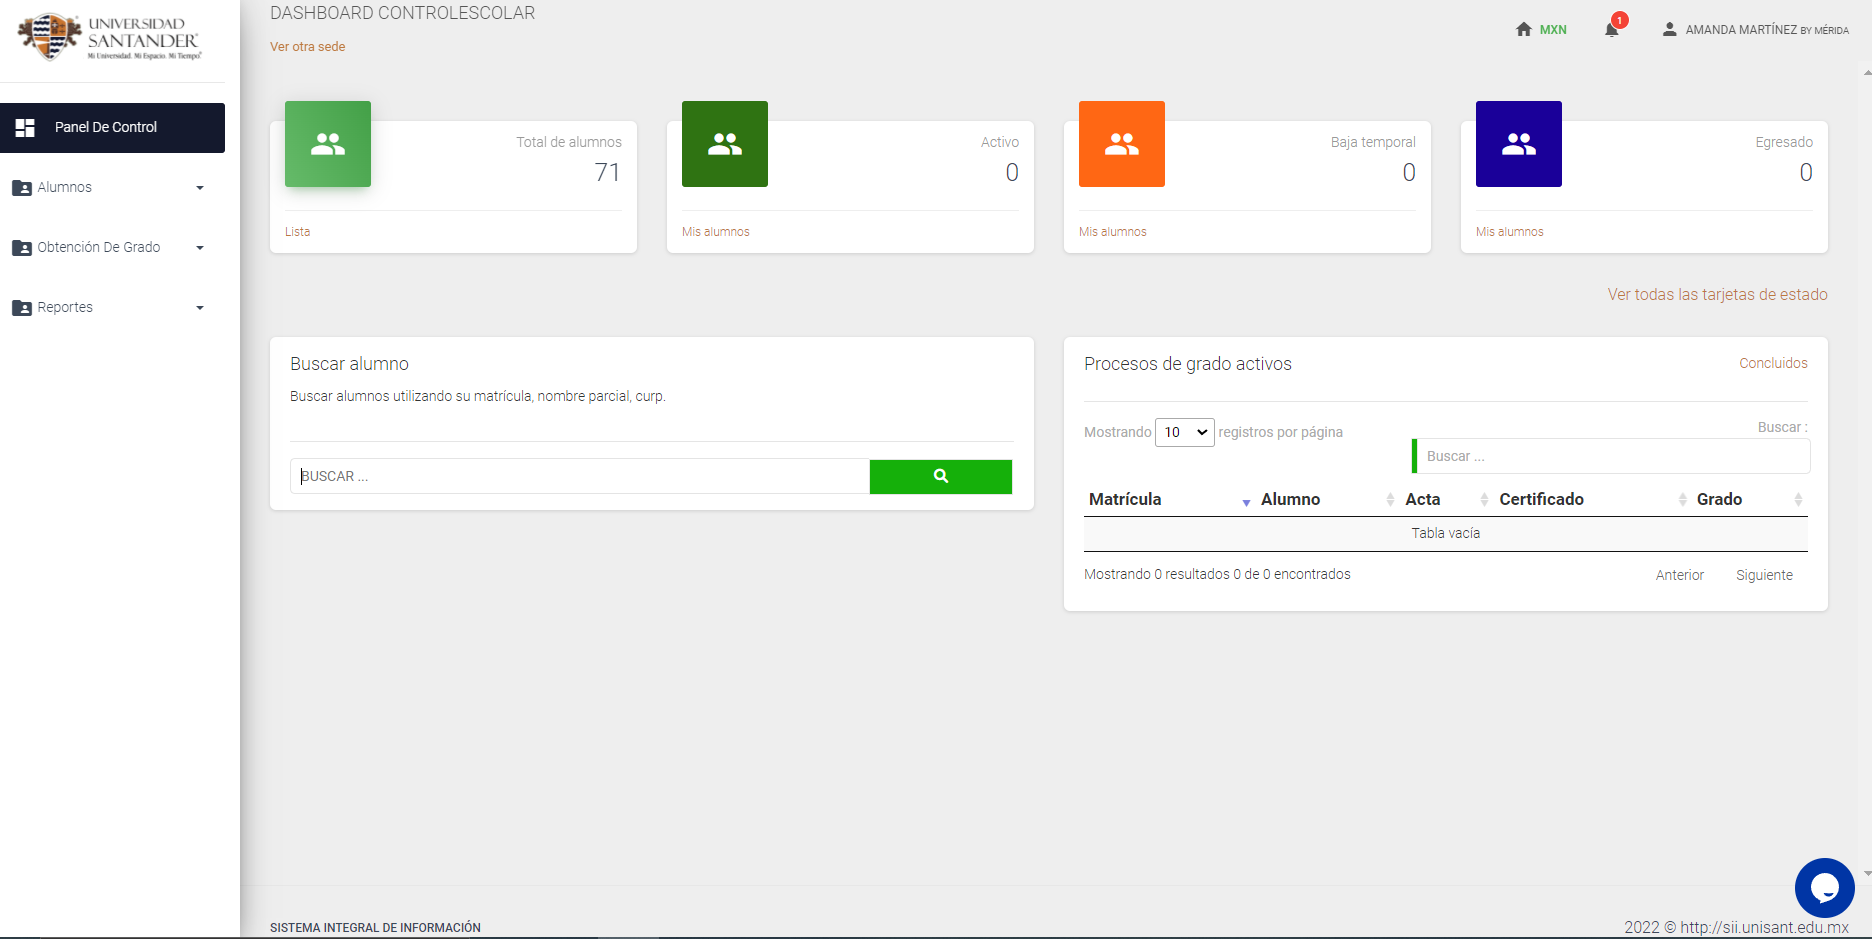 UNIVERSIDAD
SANTANDER
Mi Universidad. Mi Espacio. Mi Tiempo.
Panel De Control
Alumnos
Obtención De Grado
Reportes
DASHBOARD CONTROLESCOLAR
Ver otra sede
MXN
1
AMANDA MARTÍNEZ BY MÉRIDA
Total de alumnos
71
Lista
Activo
0
Mis alumnos
Baja temporal
0
Mis alumnos
Egresado
0
Mis alumnos
Ver todas las tarjetas de estado
Buscar alumno
Buscar alumnos utilizando su matrícula, nombre parcial, curp.
BUSCAR ...
Procesos de grado activos
Concluidos
Mostrando 10 registros por página
Buscar :
Buscar ...
Matrícula Alumno Acta Certificado Grado
Tabla vacía
Mostrando 0 resultados 0 de 0 encontrados
Anterior Siguiente
SISTEMA INTEGRAL DE INFORMACIÓN
2022 © http://sii.unisant.edu.mx